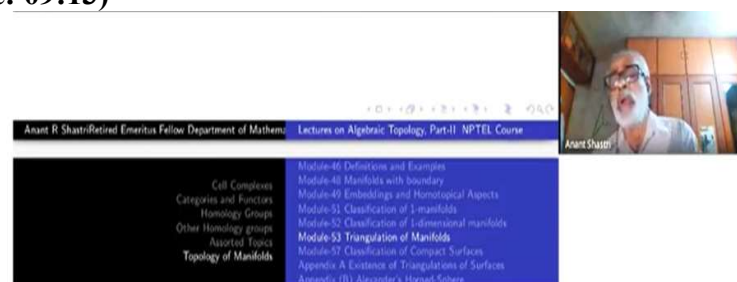 09:15)
Anant R ShastriRetired Emeritus Fellow Department of Mathema
Lectures on Algebraic Topology, Part-II NPTEL Course
Anant Shastri
Cell Complexes
Categories and Functors
Homology Groups
Other Homology groups
Assorted Topics
Topology of Manifolds
Module-46 Definitions and Examples
Module-48 Manifolds with boundary
Module-49 Embeddings and Homotopical Aspects
Module-51 Classification of 1-manifolds
Module-52 Classification of 1-dimensional manifolds
Module-53 Triangulation of Manifolds
Module-57 Classification of Compact Surfaces
Appendix A Existence of Triangulations of Surfaces
Appendix (B) Alexander's Horned Sphere